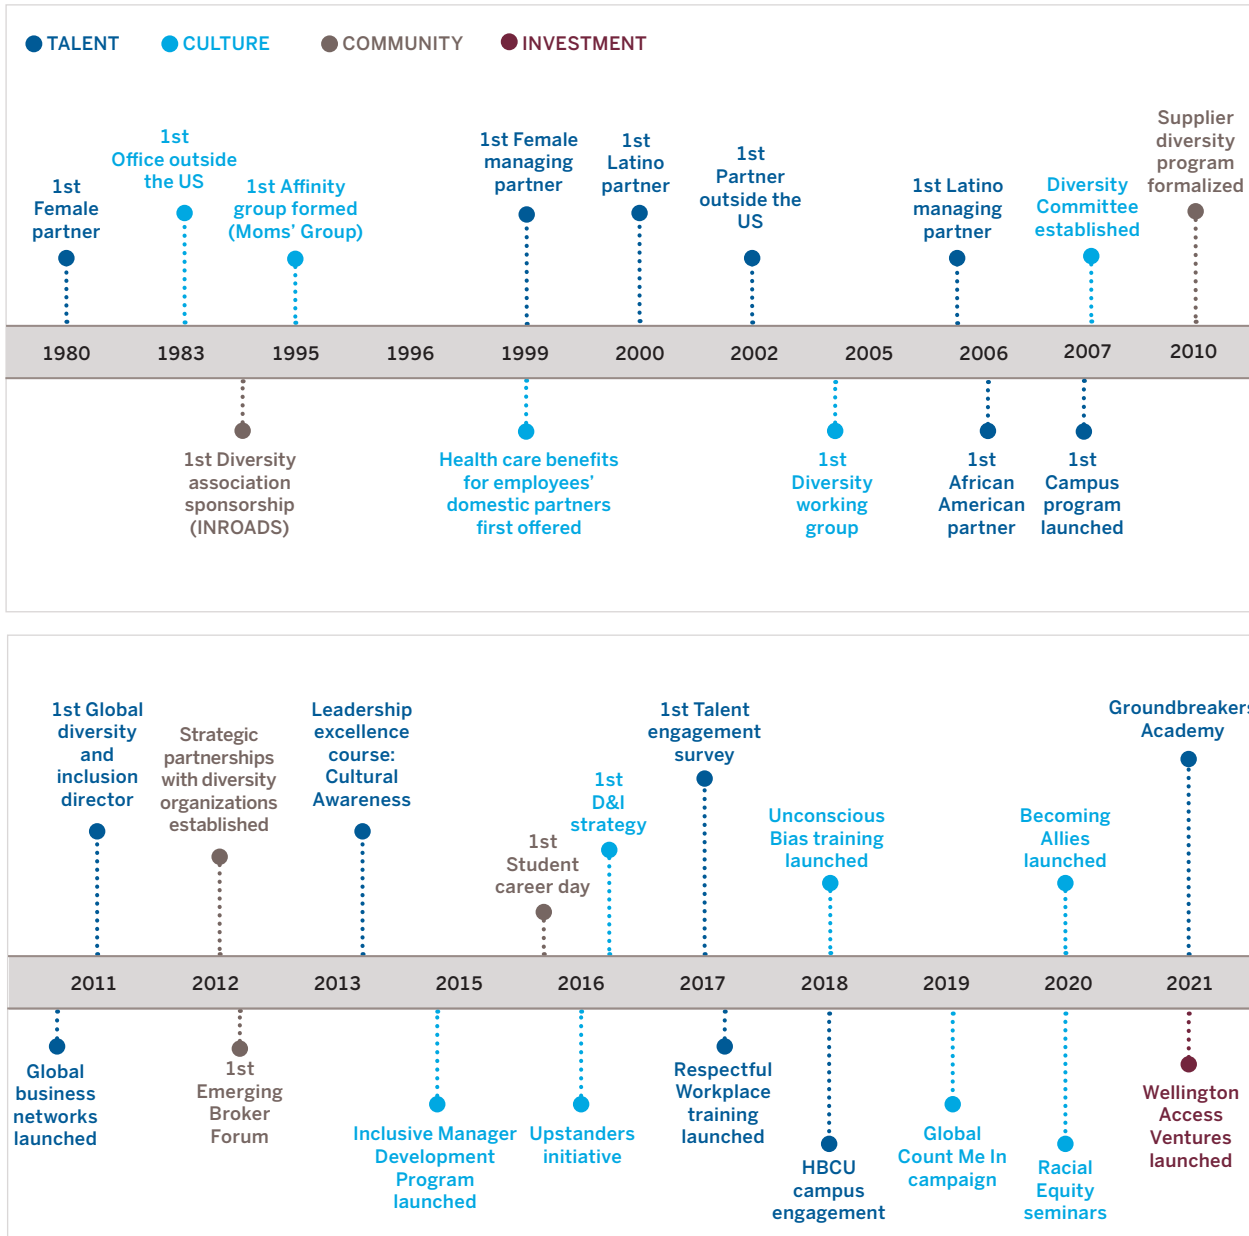 TALENT
CULTURE
COMMUNITY
INVESTMENT
1st
Female
partner
1st
Office outside
the US
1st Affinity
group formed
(Moms' Group)
1st Female
managing
partner
1st
Latino
partner
1st
Partner
outside the
US
1st Latino
managing
partner
Diversity
Committee
established
Supplier
diversity
program
formalized
1980
1983
1995
1996
1999
2000
2002
2005
2006
2007
2010
1st Diversity
association
sponsorship
(INROADS)
Health care benefits
for employees'
domestic partners
first offered
1st
Diversity
working
group
1st
African
American
partner
1st
Campus
program
launched
1st Global
diversity
and
inclusion
director
Strategic
partnerships
with diversity
organizations
established
Leadership
excellence
course:
Cultural
Awareness
1st
Student
career day
1st
D&I
strategy
1st Talent
engagement
survey
Unconscious
Bias training
launched
Becoming
Allies
launched
Groundbreakers
Academy
2011
2012
2013
2015
2016
2017
2018
2019
2020
2021
Global
business
networks
launched
1st
Emerging
Broker
Forum
Inclusive Manager
Development
Program
launched
Upstanders
initiative
Respectful
Workplace
training
launched
HBCU
campus
engagement
Global
Count Me In
campaign
Racial
Equity
seminars
Wellington
Access
Ventures
launched